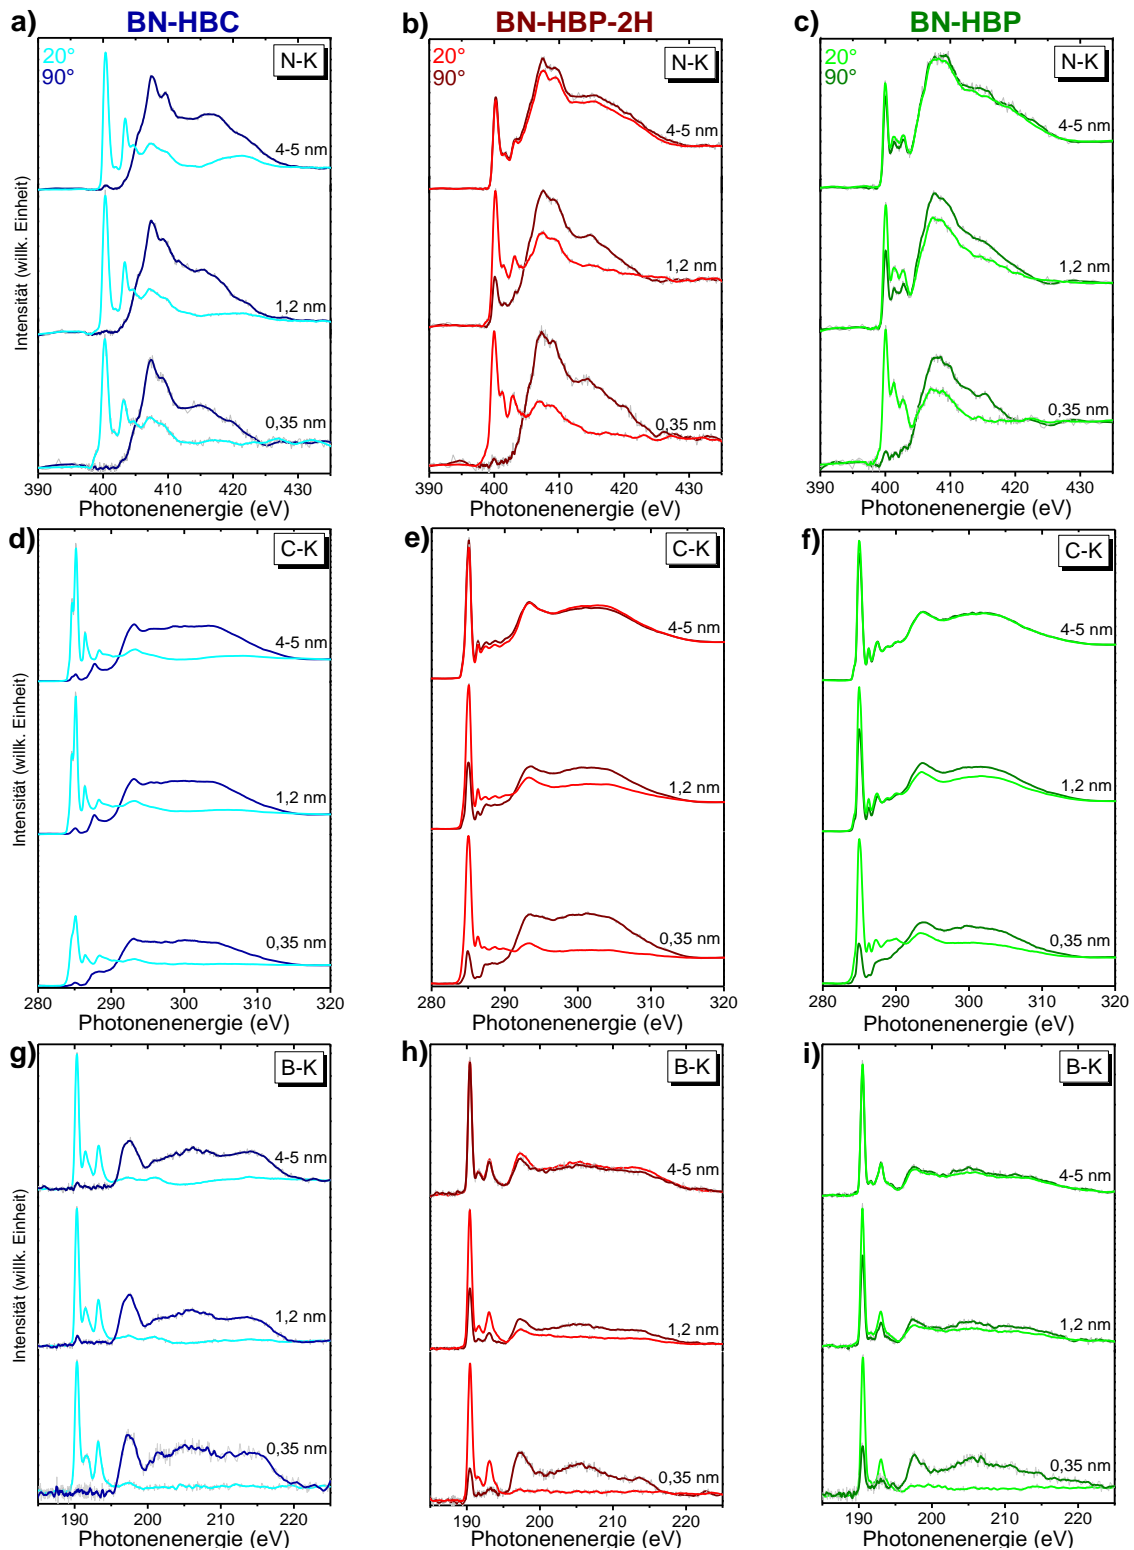 a)
BN-HBC
b)
BN-HBP-2H
c)
BN-HBP
20°
90°
N-K
4-5 nm
1,2 nm
0,35 nm
Intensität (willk. Einheit)
390 400 410 420 430
Photonenenergie (eV)
20°
90°
N-K
4-5 nm
1,2 nm
0,35 nm
390 400 410 420 430
Photonenenergie (eV)
20°
90°
N-K
4-5 nm
1,2 nm
0,35 nm
390 400 410 420 430
Photonenenergie (eV)
d)
C-K
4-5 nm
1,2 nm
0,35 nm
Intensität (willk. Einheit)
280 290 300 310 320
Photonenenergie (eV)
e)
C-K
4-5 nm
1,2 nm
0,35 nm
280 290 300 310 320
Photonenenergie (eV)
f)
C-K
4-5 nm
1,2 nm
0,35 nm
280 290 300 310 320
Photonenenergie (eV)
g)
B-K
4-5 nm
1,2 nm
0,35 nm
Intensität (willk. Einheit)
190 200 210 220
Photonenenergie (eV)
h)
B-K
4-5 nm
1,2 nm
0,35 nm
190 200 210 220
Photonenenergie (eV)
i)
B-K
4-5 nm
1,2 nm
0,35 nm
190 200 210 220
Photonenenergie (eV)